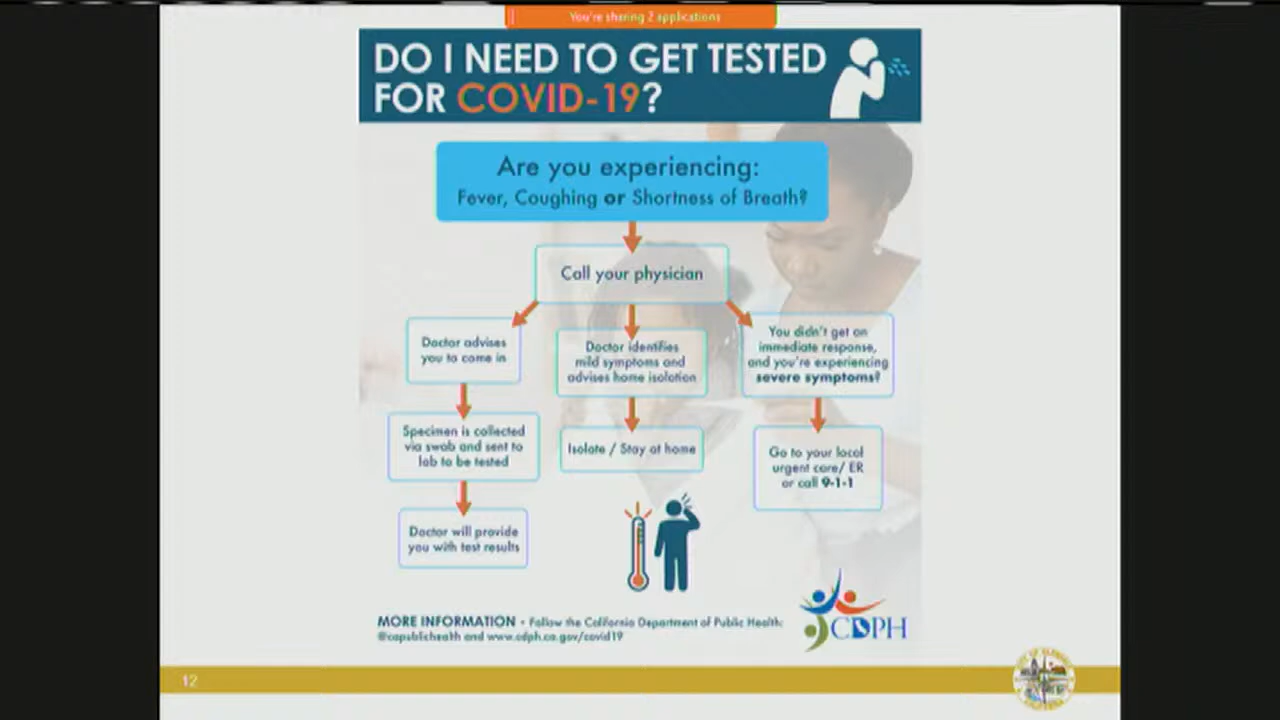 You're sharing 2 applications
DO I NEED TO GET TESTED
FOR COVID-19?
Are you experiencing:
Fever, Coughing or Shortness of Breath?
Call your physician
Doctor advises
you to come in
Doctor identifies
mild symptoms and
advises home isolation
You didn't get an
immediate response,
and you're experiencing
severe symptoms?
Specimen is collected
via swab and sent to
lab to be tested
Isolate / Stay at home
Go to your local
urgent care/ ER
or call 9-1-1
Doctor will provide
you with test results
MORE INFORMATION - Follow the California Department of Public Health:
@capublichealth and www.cdph.ca.gov/covid19
CDPH
12